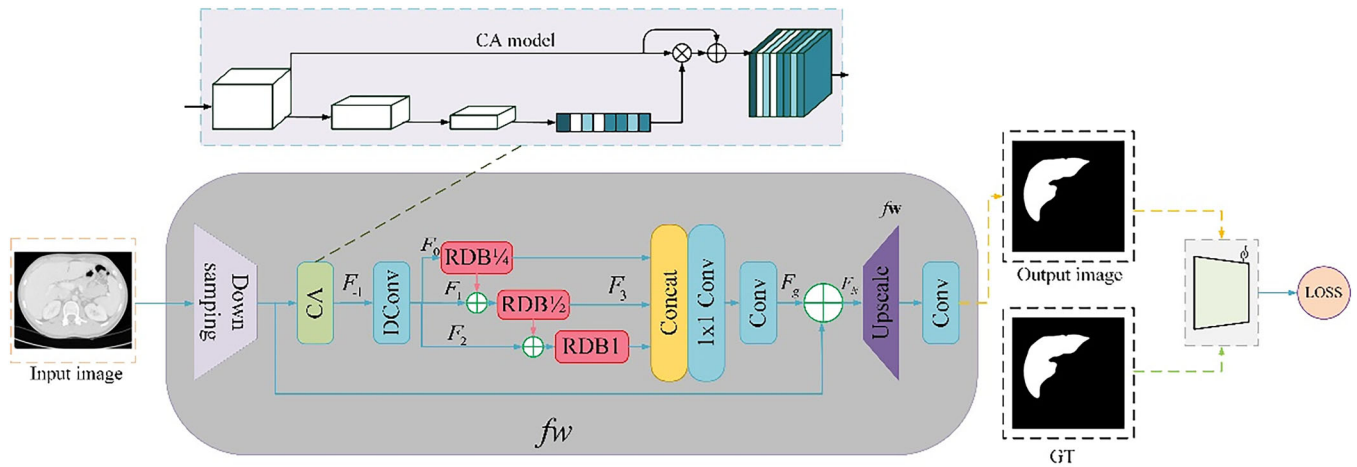 CA model
Input image
Down
samping
CA
F-1
DConv
F0
RDB¼
F1
RDB½
F2
RDB1
F3
Concat
1x1 Conv
Conv
Fg
Fx
fw
Upscale
Conv
fw
Output image
GT
ϕ
LOSS